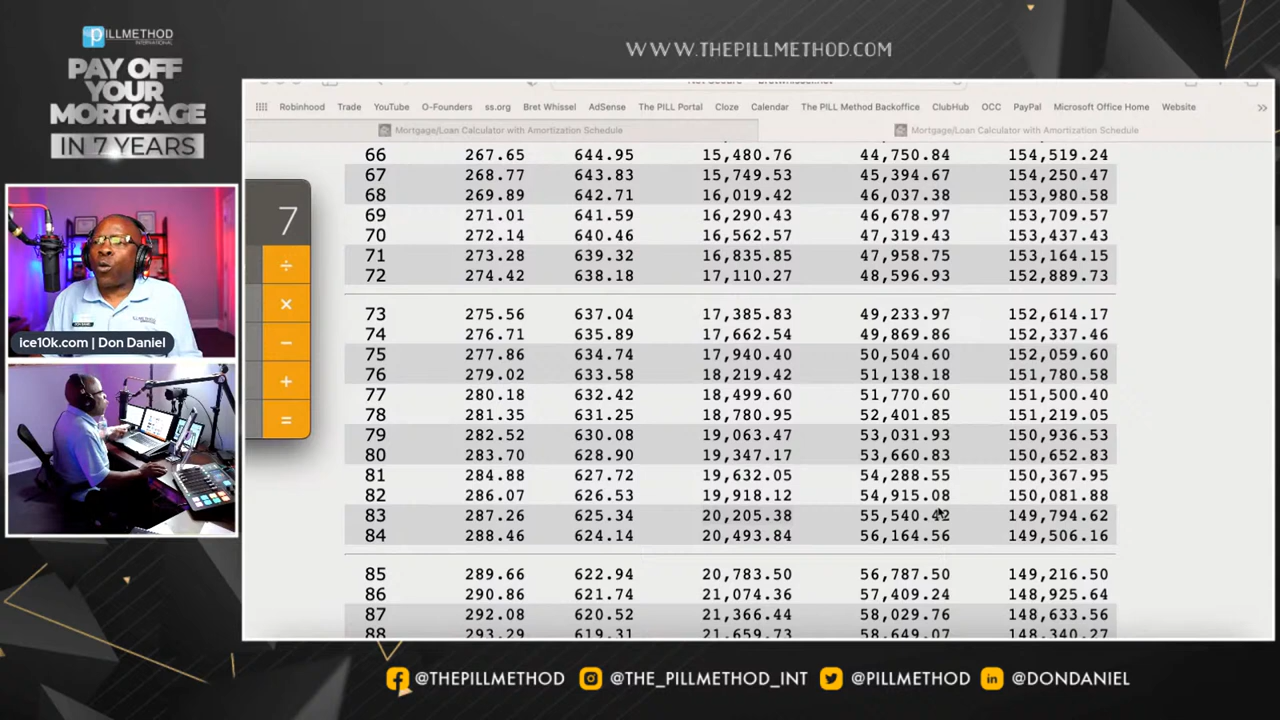 PILLMETHOD
INTERNATIONAL
PAY OFF
YOUR
MORTGAGE
IN 7 YEARS
WWW.THEPILLMETHOD.COM
Robinhood Trade YouTube O-Founders ss.org Bret Whissel AdSense The PILL Portal Cloze Calendar The PILL Method Backoffice ClubHub OCC PayPal Microsoft Office Home Website
Mortgage/Loan Calculator with Amortization Schedule Mortgage/Loan Calculator with Amortization Schedule
7
÷
×
−
+
=
66 267.65 644.95 15,480.76 44,750.84 154,519.24
67 268.77 643.83 15,749.53 45,394.67 154,250.47
68 269.89 642.71 16,019.42 46,037.38 153,980.58
69 271.01 641.59 16,290.43 46,678.97 153,709.57
70 272.14 640.46 16,562.57 47,319.43 153,437.43
71 273.28 639.32 16,835.85 47,958.75 153,164.15
72 274.42 638.18 17,110.27 48,596.93 152,889.73
73 275.56 637.04 17,385.83 49,233.97 152,614.17
74 276.71 635.89 17,662.54 49,869.86 152,337.46
75 277.86 634.74 17,940.40 50,504.60 152,059.60
76 279.02 633.58 18,219.42 51,138.18 151,780.58
77 280.18 632.42 18,499.60 51,770.60 151,500.40
78 281.35 631.25 18,780.95 52,401.85 151,219.05
79 282.52 630.08 19,063.47 53,031.93 150,936.53
80 283.70 628.90 19,347.17 53,660.83 150,652.83
81 284.88 627.72 19,632.05 54,288.55 150,367.95
82 286.07 626.53 19,918.12 54,915.08 150,081.88
83 287.26 625.34 20,205.38 55,540.42 149,794.62
84 288.46 624.14 20,493.84 56,164.56 149,506.16
85 289.66 622.94 20,783.50 56,787.50 149,216.50
86 290.86 621.74 21,074.36 57,409.24 148,925.64
87 292.08 620.52 21,366.44 58,029.76 148,633.56
88 293.29 619.31 21,659.73 58,649.07 148,340.27
ice10k.com | Don Daniel
@THEPILLMETHOD @THE_PILLMETHOD_INT @PILLMETHOD @DONDANIEL